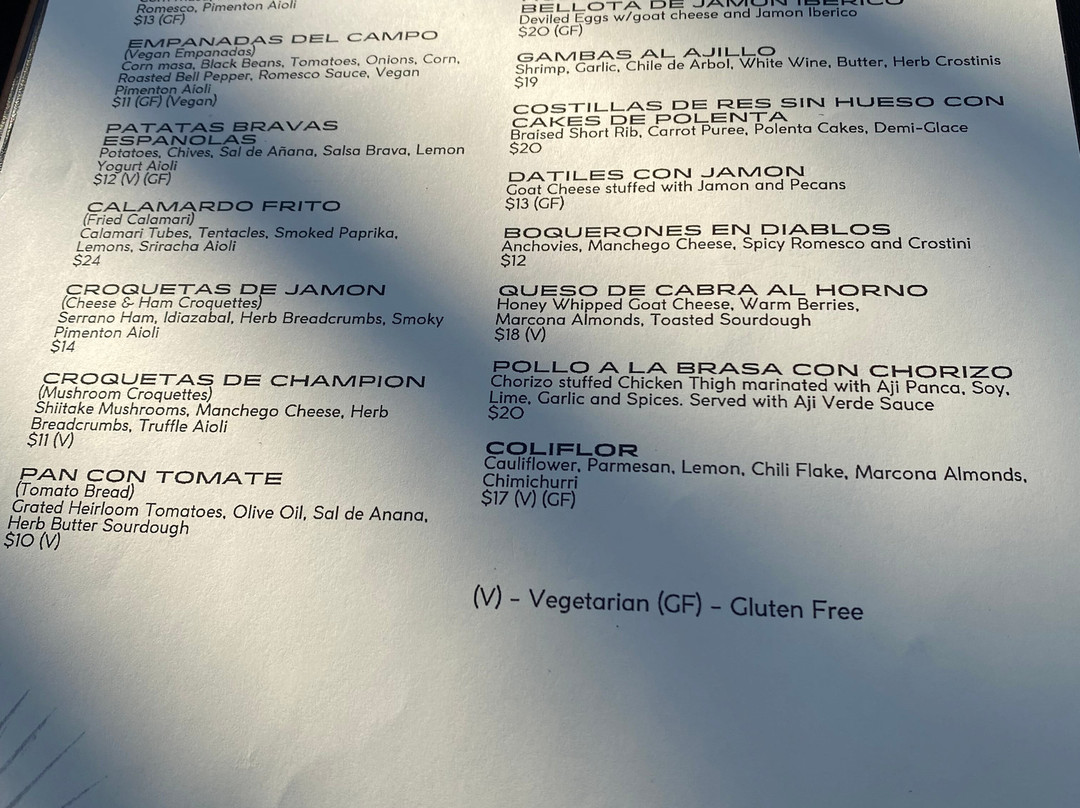 Romesco, Pimenton Aioli
$13 (GF)
EMPANADAS DEL CAMPO
(Vegan Empanadas)
Corn masa, Black Beans, Tomatoes, Onions, Corn,
Roasted Bell Pepper, Romesco Sauce, Vegan
Pimenton Aioli
$11 (GF) (Vegan)
PATATAS BRAVAS
ESPANOLAS
Potatoes, Chives, Sal de Añana, Salsa Brava, Lemon
Yogurt Aioli
$12 (V) (GF)
CALAMARDO FRITO
(Fried Calamari)
Calamari Tubes, Tentacles, Smoked Paprika,
Lemons, Sriracha Aioli
$24
CROQUETAS DE JAMON
(Cheese & Ham Croquettes)
Serrano Ham, Idiazabal, Herb Breadcrumbs, Smoky
Pimenton Aioli
$14
CROQUETAS DE CHAMPION
(Mushroom Croquettes)
Shiitake Mushrooms, Manchego Cheese, Herb
Breadcrumbs, Truffle Aioli
$11 (V)
PAN CON TOMATE
(Tomato Bread)
Grated Heirloom Tomatoes, Olive Oil, Sal de Anana,
Herb Butter Sourdough
$10 (V)
BELLOTA DE JAMON IBERICO
Deviled Eggs w/goat cheese and Jamon Iberico
$20 (GF)
GAMBAS AL AJILLO
Shrimp, Garlic, Chile de Arbol, White Wine, Butter, Herb Crostinis
$19
COSTILLAS DE RES SIN HUESO CON
CAKES DE POLENTA
Braised Short Rib, Carrot Puree, Polenta Cakes, Demi-Glace
$20
DATILES CON JAMON
Goat Cheese stuffed with Jamon and Pecans
$13 (GF)
BOQUERONES EN DIABLOS
Anchovies, Manchego Cheese, Spicy Romesco and Crostini
$12
QUESO DE CABRA AL HORNO
Honey Whipped Goat Cheese, Warm Berries,
Marcona Almonds, Toasted Sourdough
$18 (V)
POLLO A LA BRASA CON CHORIZO
Chorizo stuffed Chicken Thigh marinated with Aji Panca, Soy,
Lime, Garlic and Spices. Served with Aji Verde Sauce
$20
COLIFLOR
Cauliflower, Parmesan, Lemon, Chili Flake, Marcona Almonds,
Chimichurri
$17 (V) (GF)
(V) - Vegetarian (GF) - Gluten Free